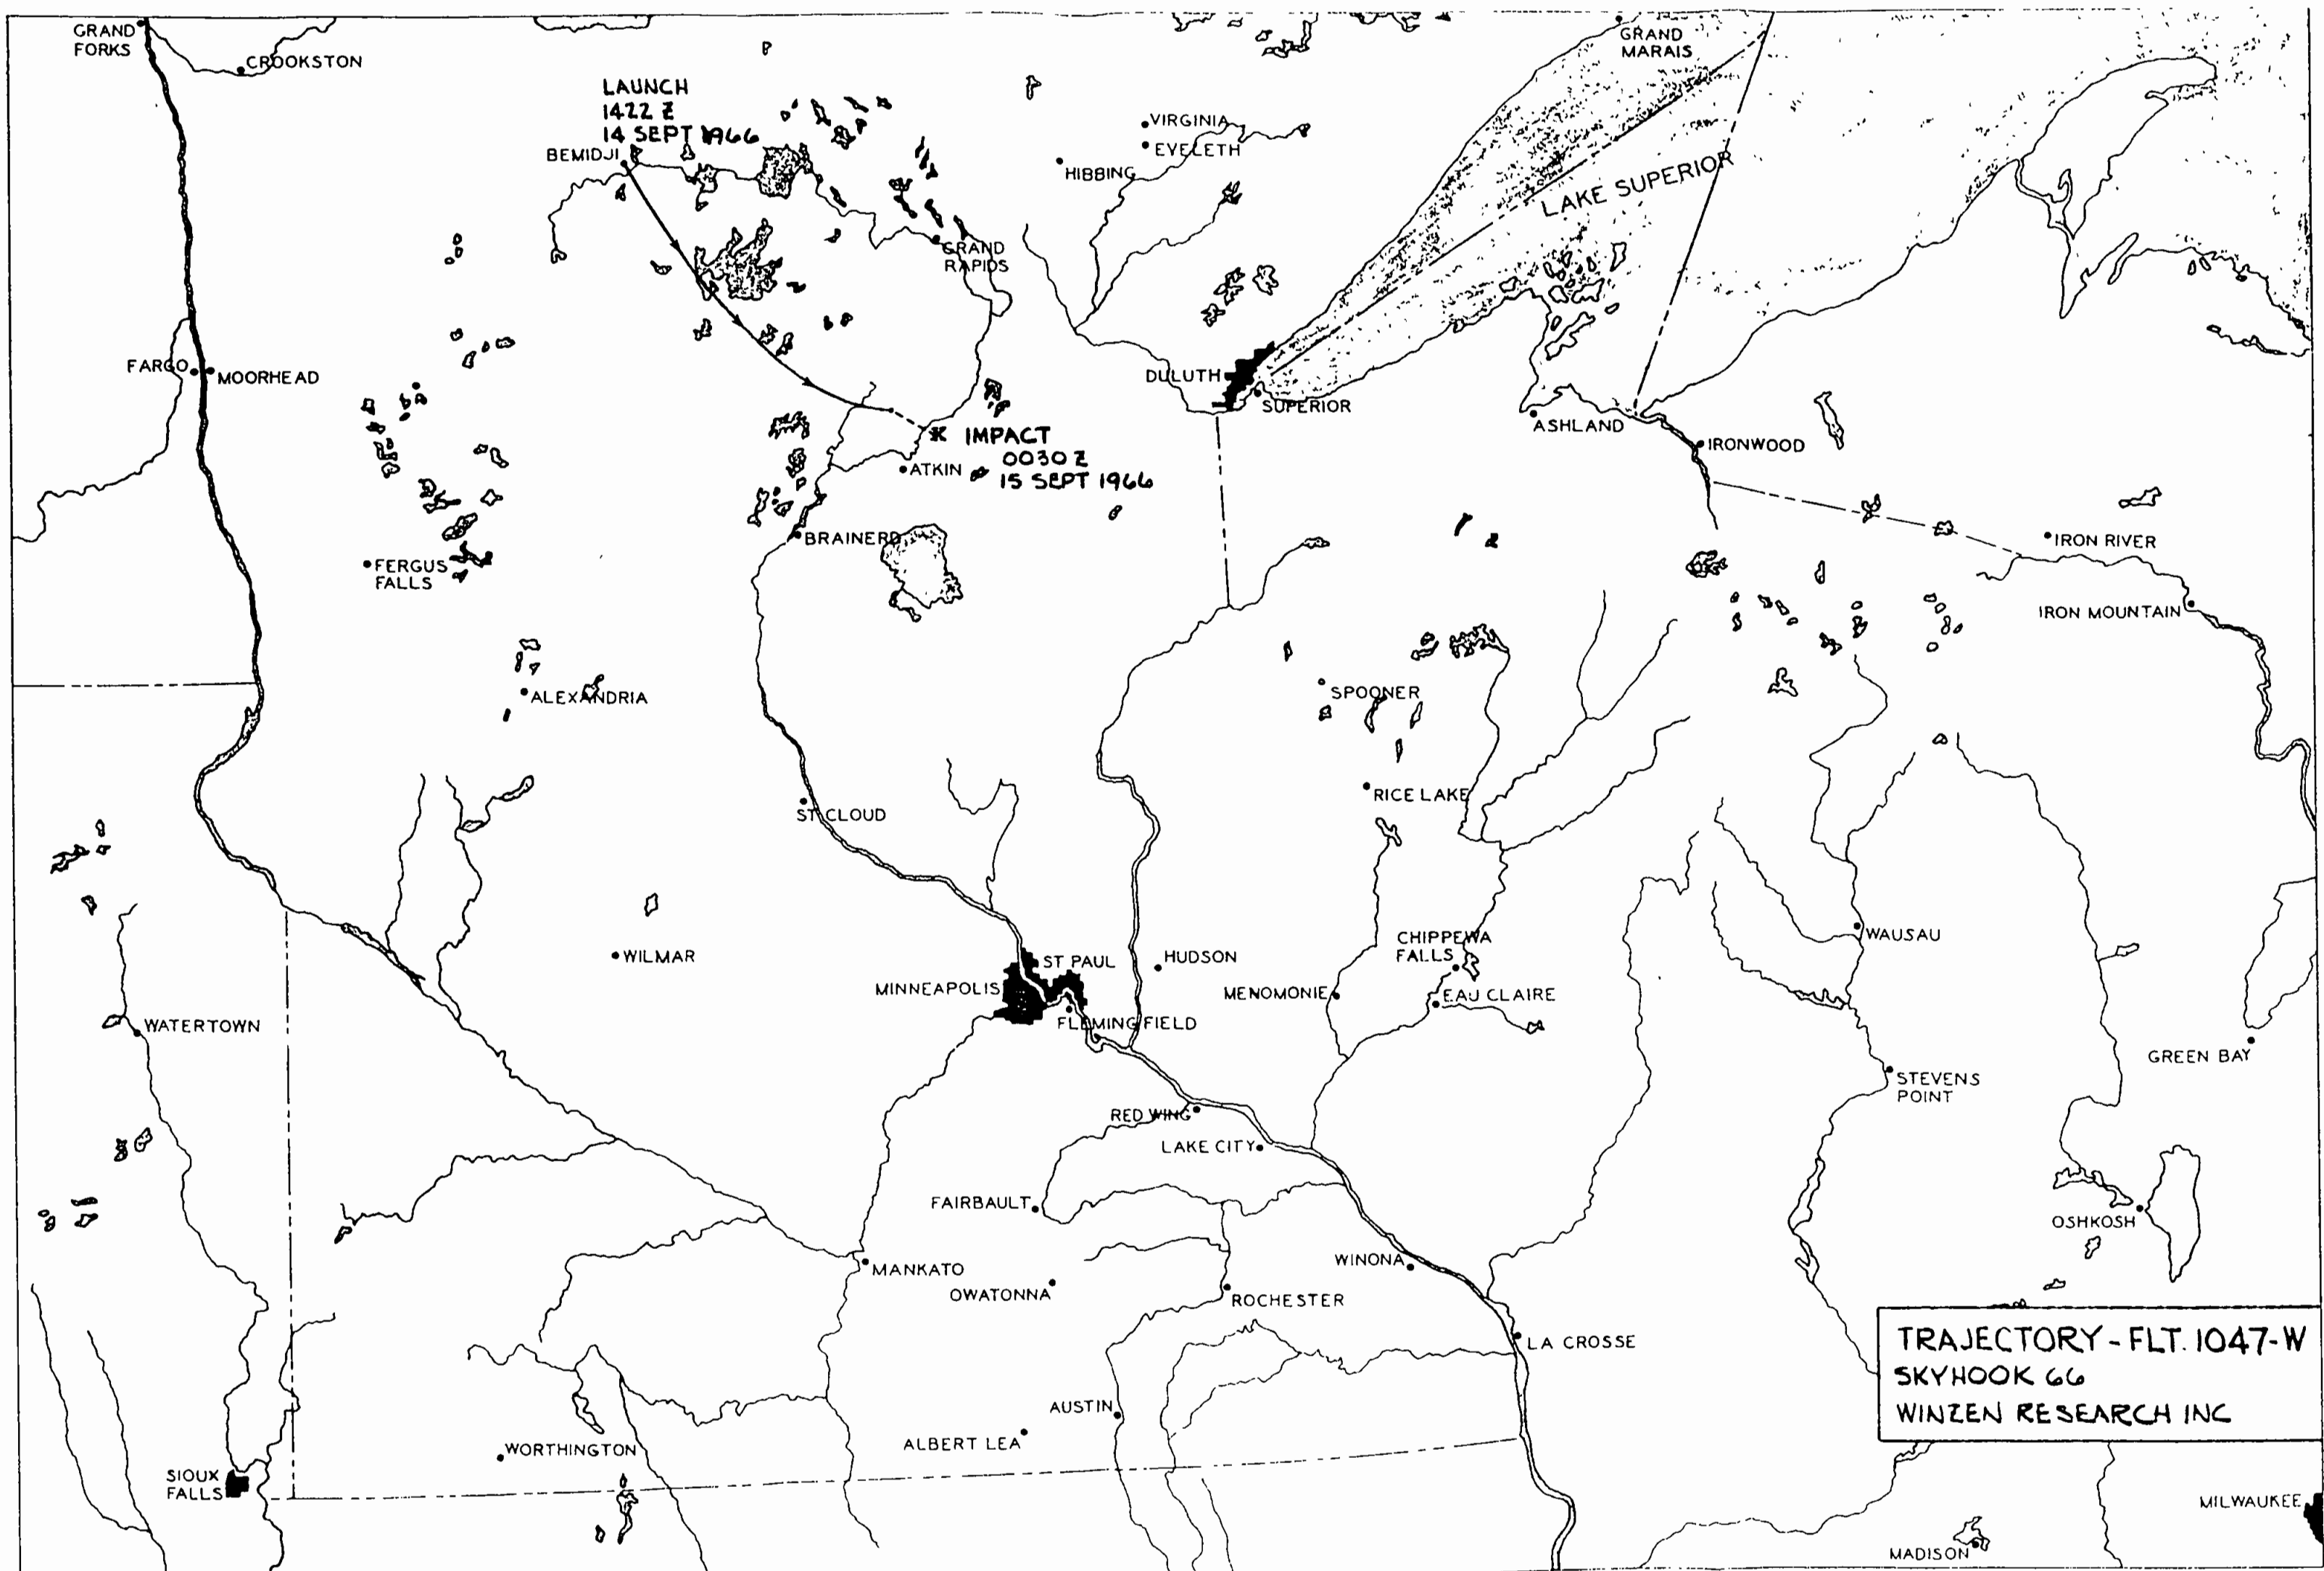 GRAND
FORKS
CROOKSTON
LAUNCH
1422 Z
14 SEPT 1966
BEMIDJI
VIRGINIA
EVELETH
HIBBING
GRAND
MARAIS
LAKE SUPERIOR
GRAND
RAPIDS
FARGO
MOORHEAD
DULUTH
SUPERIOR
ASHLAND
IRONWOOD
IMPACT
0030 Z
15 SEPT 1966
ATKIN
BRAINERD
FERGUS
FALLS
IRON RIVER
IRON MOUNTAIN
ALEXANDRIA
SPOONER
RICE LAKE
ST CLOUD
WILMAR
MINNEAPOLIS
ST PAUL
HUDSON
FLEMING FIELD
MENOMONIE
CHIPPEWA
FALLS
EAU CLAIRE
WAUSAU
WATERTOWN
GREEN BAY
STEVENS
POINT
RED WING
LAKE CITY
FAIRBAULT
OSHKOSH
MANKATO
OWATONNA
WINONA
ROCHESTER
LA CROSSE
TRAJECTORY - FLT. 1047-W
SKYHOOK 66
WINZEN RESEARCH INC
AUSTIN
ALBERT LEA
WORTHINGTON
SIOUX
FALLS
MILWAUKEE
MADISON